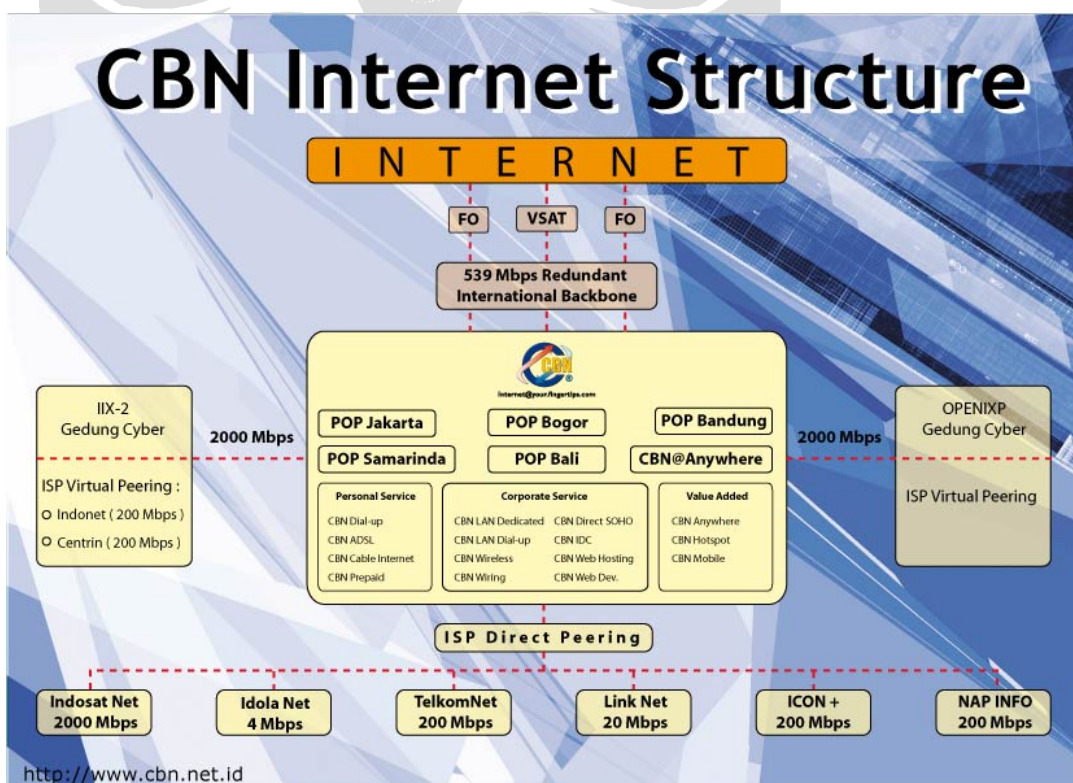 CBN Internet Structure
INTERNET
FO
VSAT
FO
539 Mbps Redundant
International Backbone
CBN
®
internet@your.fingertips.com
POP Jakarta
POP Bogor
POP Bandung
POP Samarinda
POP Bali
CBN@Anywhere
Personal Service
CBN Dial-up
CBN ADSL
CBN Cable Internet
CBN Prepaid
Corporate Service
CBN LAN Dedicated
CBN LAN Dial-up
CBN Wireless
CBN Wiring
CBN Direct SOHO
CBN IDC
CBN Web Hosting
CBN Web Dev.
Value Added
CBN Anywhere
CBN Hotspot
CBN Mobile
IIX-2
Gedung Cyber
2000 Mbps
ISP Virtual Peering :
Indonet ( 200 Mbps )
Centrin ( 200 Mbps )
2000 Mbps
OPENIXP
Gedung Cyber
ISP Virtual Peering
ISP Direct Peering
Indosat Net
2000 Mbps
Idola Net
4 Mbps
TelkomNet
200 Mbps
Link Net
20 Mbps
ICON +
200 Mbps
NAP INFO
200 Mbps
http://www.cbn.net.id